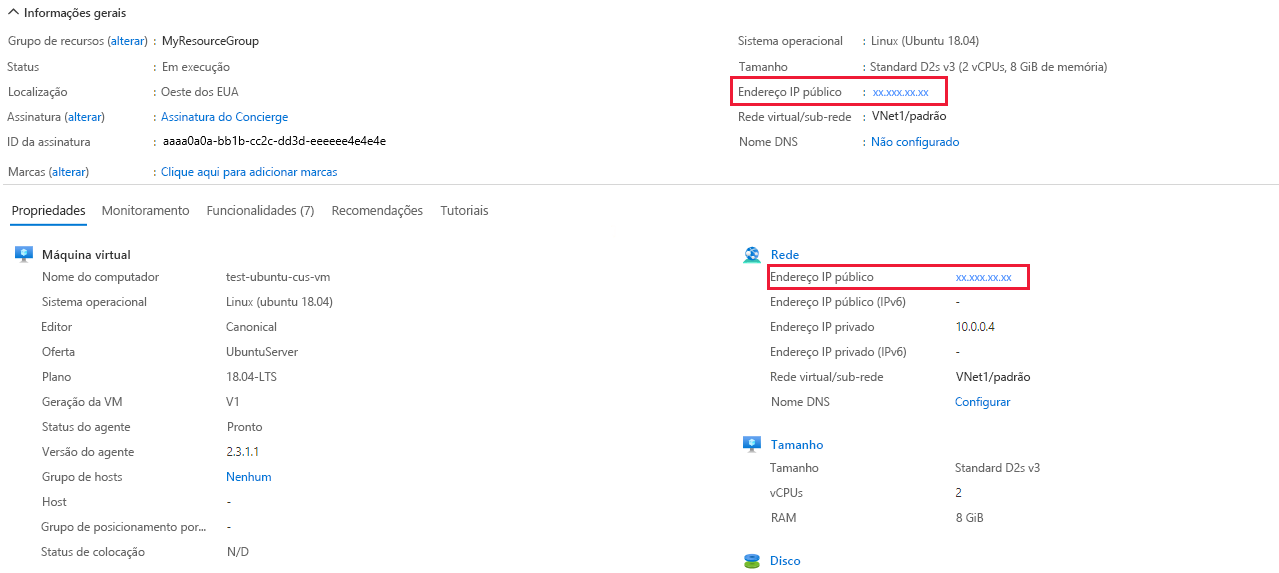 Informações gerais
Grupo de recursos (alterar) : MyResourceGroup
Status : Em execução
Localização : Oeste dos EUA
Assinatura (alterar) : Assinatura do Concierge
ID da assinatura : aaaa0a0a-bb1b-cc2c-dd3d-eeeeee4e4e4e
Marcas (alterar) : Clique aqui para adicionar marcas
Sistema operacional : Linux (Ubuntu 18.04)
Tamanho : Standard D2s v3 (2 vCPUs, 8 GiB de memória)
Endereço IP público : xx.xxx.xx.xx
Rede virtual/sub-rede : VNet1/padrão
Nome DNS : Não configurado
Propriedades Monitoramento Funcionalidades (7) Recomendações Tutoriais
Máquina virtual
Nome do computador test-ubuntu-cus-vm
Sistema operacional Linux (ubuntu 18.04)
Editor Canonical
Oferta UbuntuServer
Plano 18.04-LTS
Geração da VM V1
Status do agente Pronto
Versão do agente 2.3.1.1
Grupo de hosts Nenhum
Host -
Grupo de posicionamento por... -
Status de colocação N/D
Rede
Endereço IP público xx.xxx.xx.xx
Endereço IP público (IPv6) -
Endereço IP privado 10.0.0.4
Endereço IP privado (IPv6) -
Rede virtual/sub-rede VNet1/padrão
Nome DNS Configurar
Tamanho
Tamanho Standard D2s v3
vCPUs 2
RAM 8 GiB
Disco